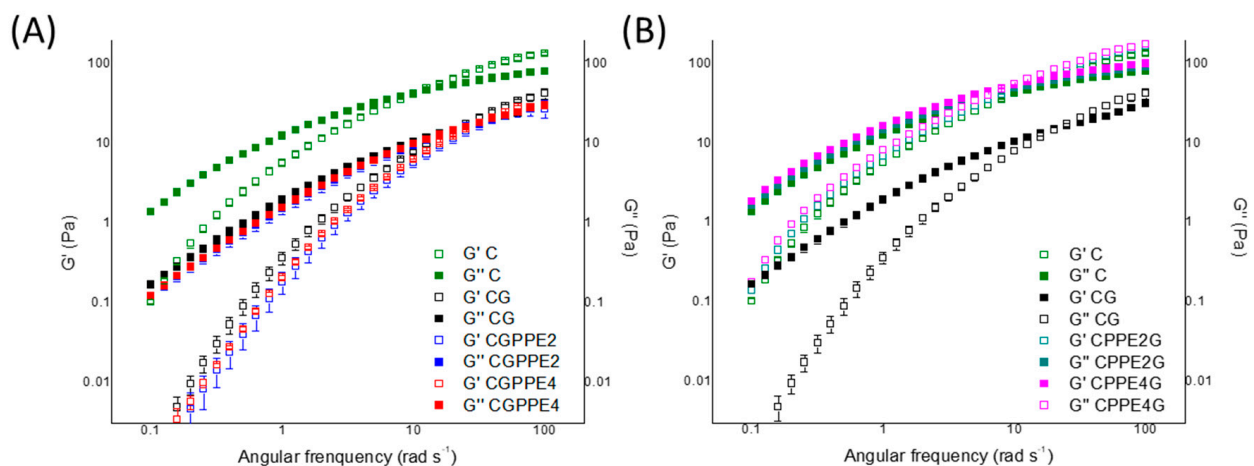 (A)
100
10
1
0.1
0.01
G' (Pa)
100
10
1
0.1
0.01
G'' (Pa)
G' C
G'' C
G' CG
G'' CG
G' CGPPE2
G'' CGPPE2
G' CGPPE4
G'' CGPPE4
0.1 1 10 100
Angular frenquency (rad s⁻¹)
(B)
100
10
1
0.1
0.01
G' (Pa)
100
10
1
0.1
0.01
G'' (Pa)
G' C
G'' C
G' CG
G'' CG
G' CPPE2G
G'' CPPE2G
G' CPPE4G
G'' CPPE4G
0.1 1 10 100
Angular frequency (rad s⁻¹)